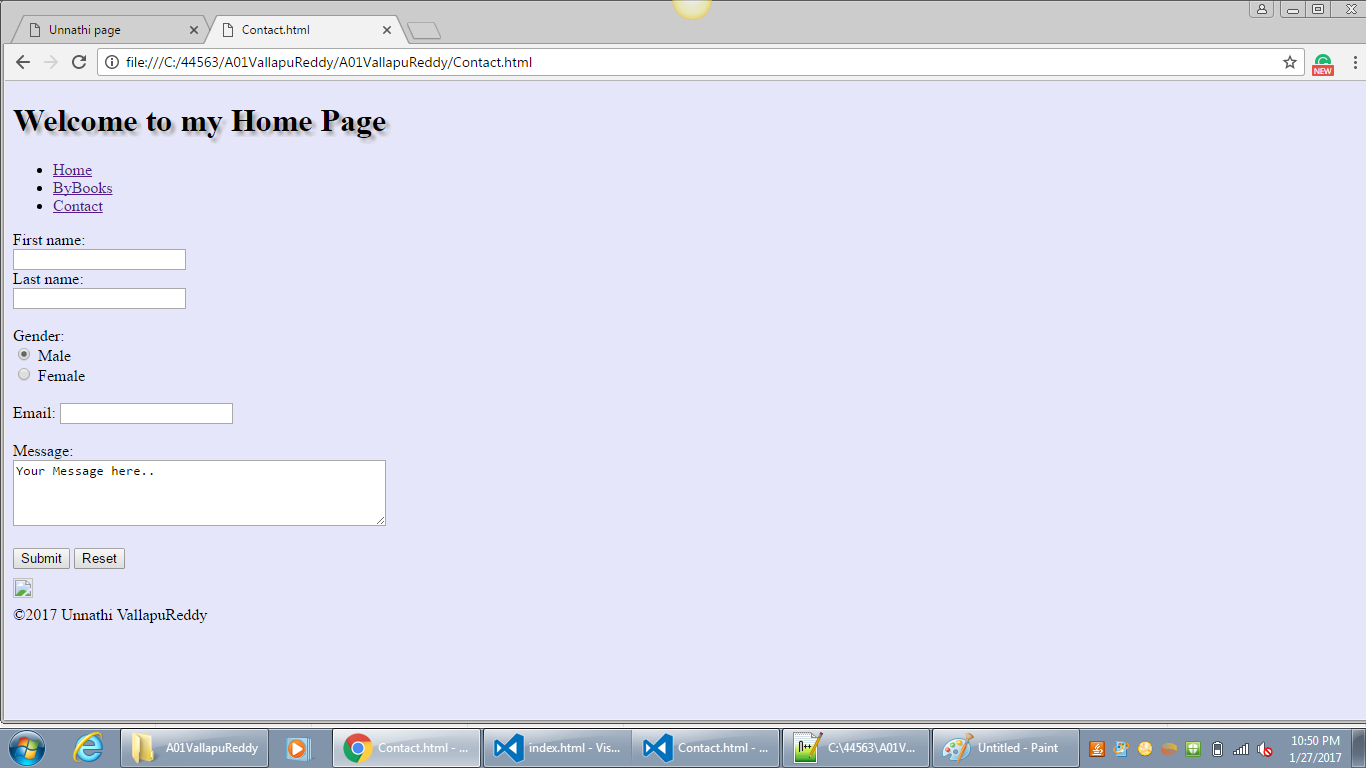 Unnathi page
Contact.html
file:///C:/44563/A01VallapuReddy/A01VallapuReddy/Contact.html
NEW
Welcome to my Home Page
Home
ByBooks
Contact
First name:
Last name:
Gender:
Male
Female
Email:
Message:
Your Message here..
Submit Reset
©2017 Unnathi VallapuReddy
A01VallapuReddy
Contact.html - ...
index.html - Vis...
Contact.html - ...
C:\44563\A01V...
Untitled - Paint
10:50 PM
1/27/2017